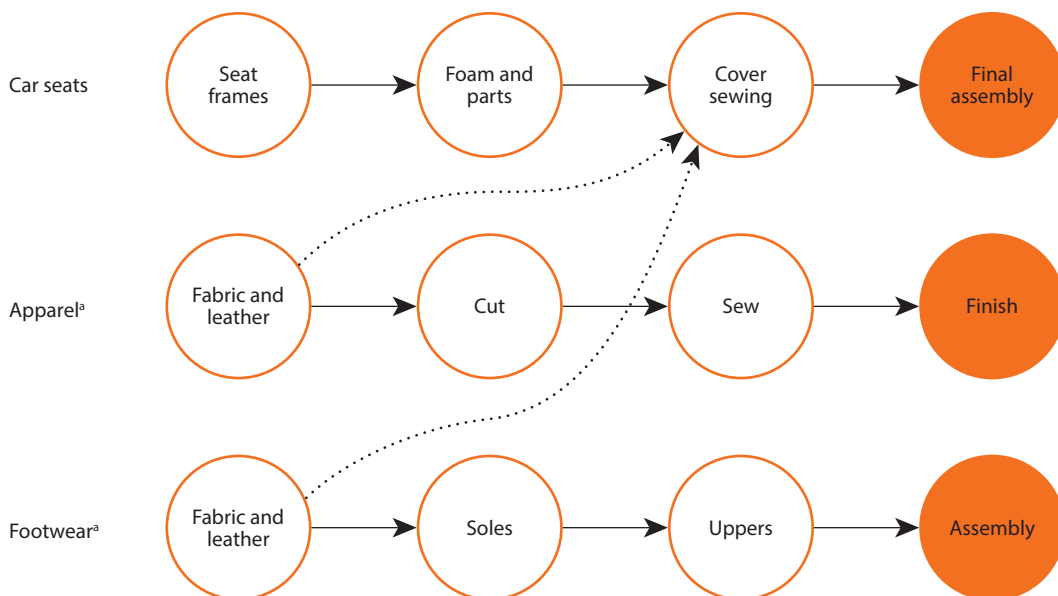 Car seats
Seat
frames
Foam and
parts
Cover
sewing
Final
assembly
Apparelᵃ
Fabric and
leather
Cut
Sew
Finish
Footwearᵃ
Fabric and
leather
Soles
Uppers
Assembly